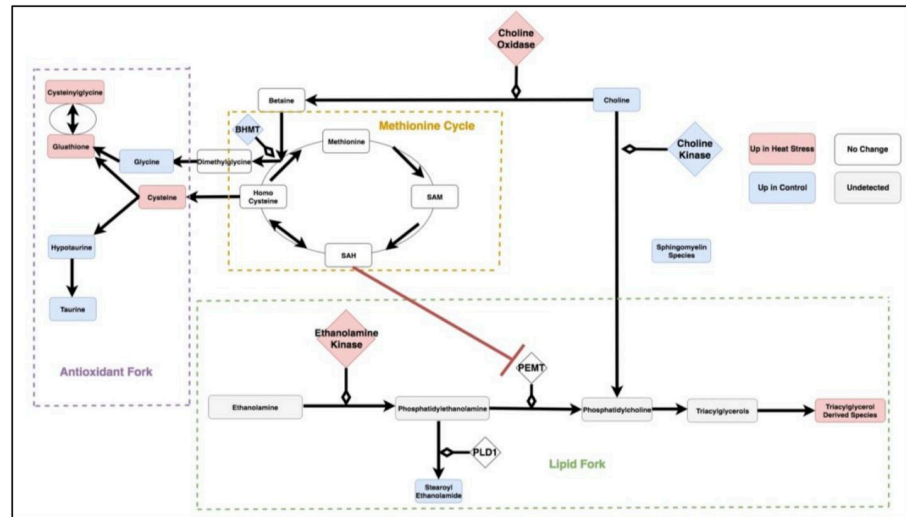 Choline
Oxidase
Cysteinylglycine
Betaine
Choline
BHMT
Methionine Cycle
Methionine
Choline
Kinase
Up in Heat Stress
No Change
Up in Control
Undetected
Gluathione
Glycine
Dimethylglycine
Homo
Cysteine
SAM
Cysteine
Hypotaurine
SAH
Sphingomyelin
Species
Taurine
Ethanolamine
Kinase
PEMT
Antioxidant Fork
Ethanolamine
Phosphatidylethanolamine
Phosphatidylcholine
Triacylglycerols
Triacylglycerol
Derived Species
PLD1
Lipid Fork
Stearoyl
Ethanolamide